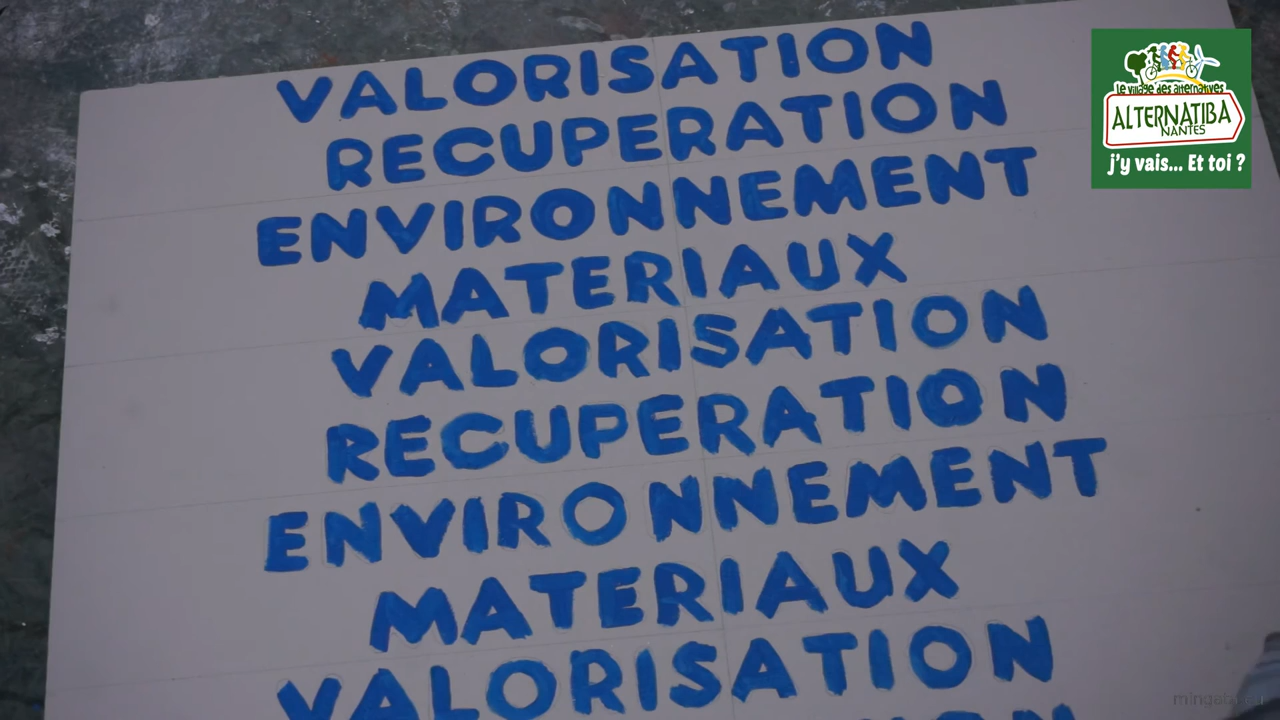 VALORISATION
RECUPERATION
ENVIRONNEMENT
MATERIAUX
VALORISATION
RECUPERATION
ENVIRONNEMENT
MATERIAUX
VALORISATION
Le village des alternatives
ALTERNATIBA
NANTES
j'y vais... Et toi ?